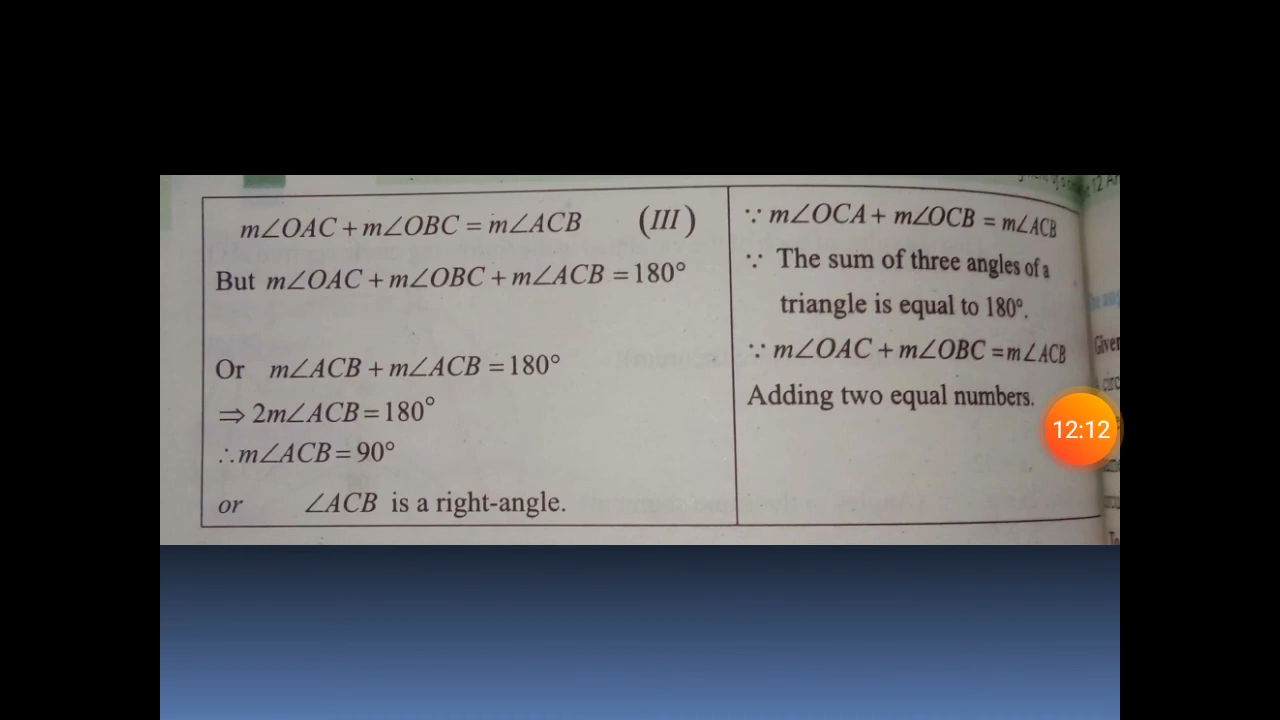 m∠OAC + m∠OBC = m∠ACB (III)
But m∠OAC + m∠OBC + m∠ACB = 180°
Or m∠ACB + m∠ACB = 180°
⇒ 2m∠ACB = 180°
∴ m∠ACB = 90°
or ∠ACB is a right-angle.
∵ m∠OCA + m∠OCB = m∠ACB
∵ The sum of three angles of a
triangle is equal to 180°.
∵ m∠OAC + m∠OBC = m∠ACB
Adding two equal numbers.
12:12